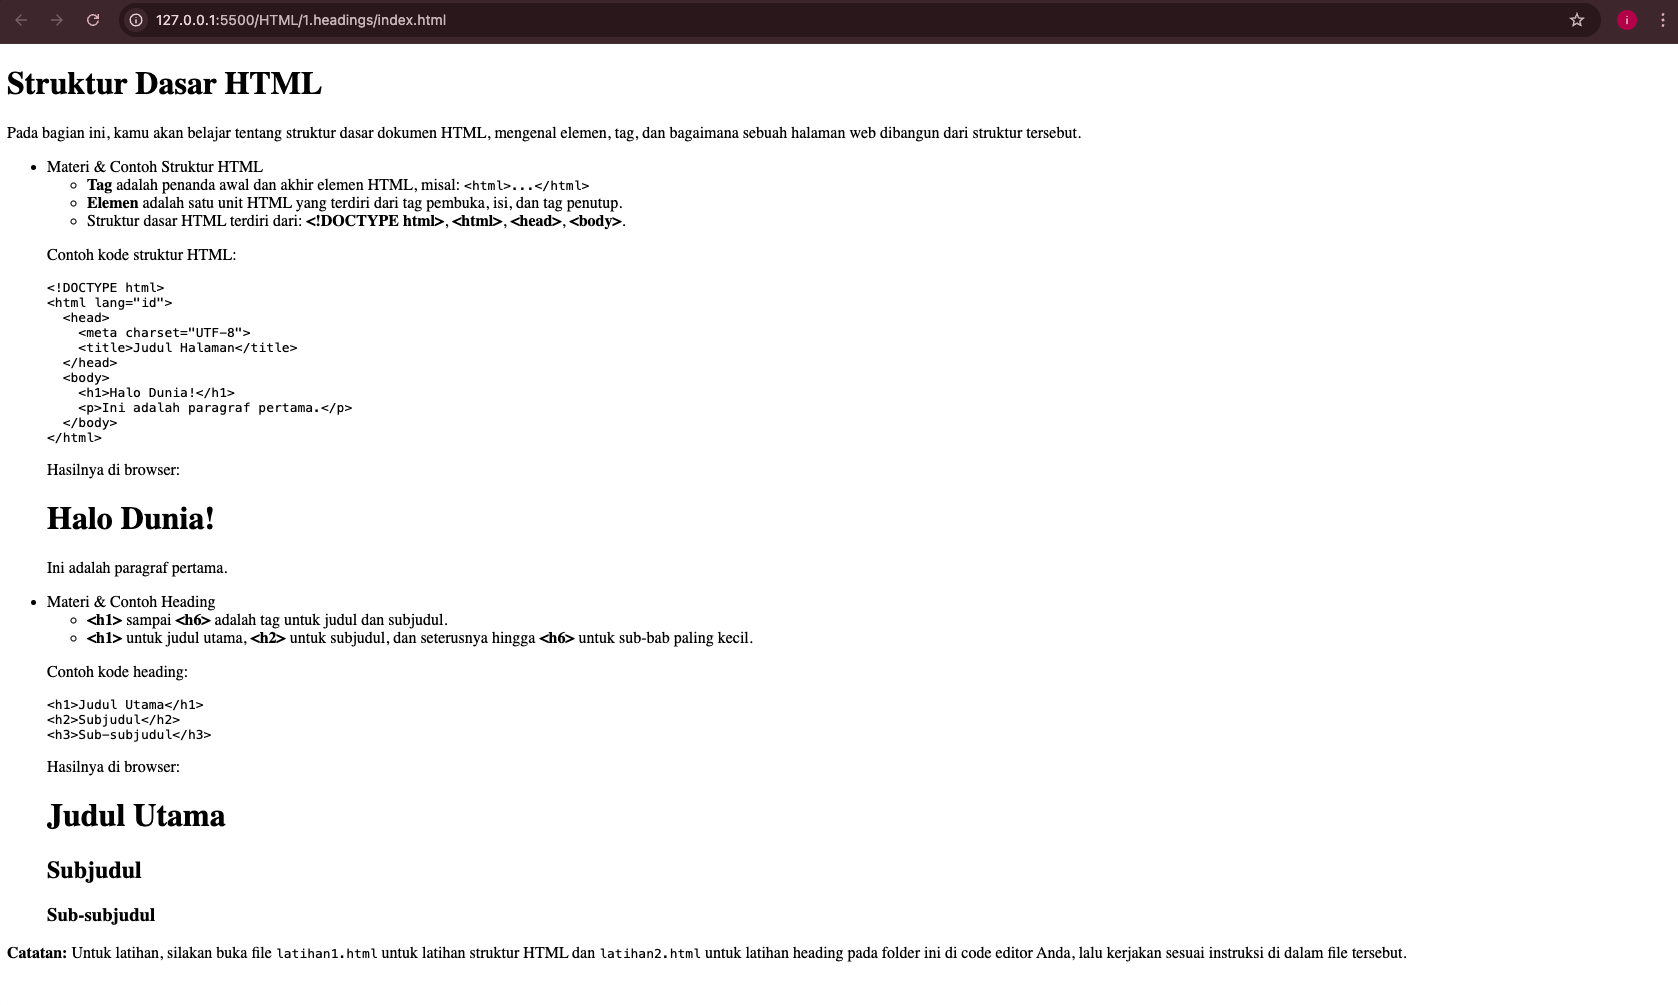 127.0.0.1:5500/HTML/1.headings/index.html
i
Struktur Dasar HTML
Pada bagian ini, kamu akan belajar tentang struktur dasar dokumen HTML, mengenal elemen, tag, dan bagaimana sebuah halaman web dibangun dari struktur tersebut.
Materi & Contoh Struktur HTML
Tag adalah penanda awal dan akhir elemen HTML, misal: <html>...</html>
Elemen adalah satu unit HTML yang terdiri dari tag pembuka, isi, dan tag penutup.
Struktur dasar HTML terdiri dari: <!DOCTYPE html>, <html>, <head>, <body>.
Contoh kode struktur HTML:
<!DOCTYPE html>
<html lang="id">
  <head>
    <meta charset="UTF-8">
    <title>Judul Halaman</title>
  </head>
  <body>
    <h1>Halo Dunia!</h1>
    <p>Ini adalah paragraf pertama.</p>
  </body>
</html>
Hasilnya di browser:
Halo Dunia!
Ini adalah paragraf pertama.
Materi & Contoh Heading
<h1> sampai <h6> adalah tag untuk judul dan subjudul.
<h1> untuk judul utama, <h2> untuk subjudul, dan seterusnya hingga <h6> untuk sub-bab paling kecil.
Contoh kode heading:
<h1>Judul Utama</h1>
<h2>Subjudul</h2>
<h3>Sub-subjudul</h3>
Hasilnya di browser:
Judul Utama
Subjudul
Sub-subjudul
Catatan: Untuk latihan, silakan buka file latihan1.html untuk latihan struktur HTML dan latihan2.html untuk latihan heading pada folder ini di code editor Anda, lalu kerjakan sesuai instruksi di dalam file tersebut.